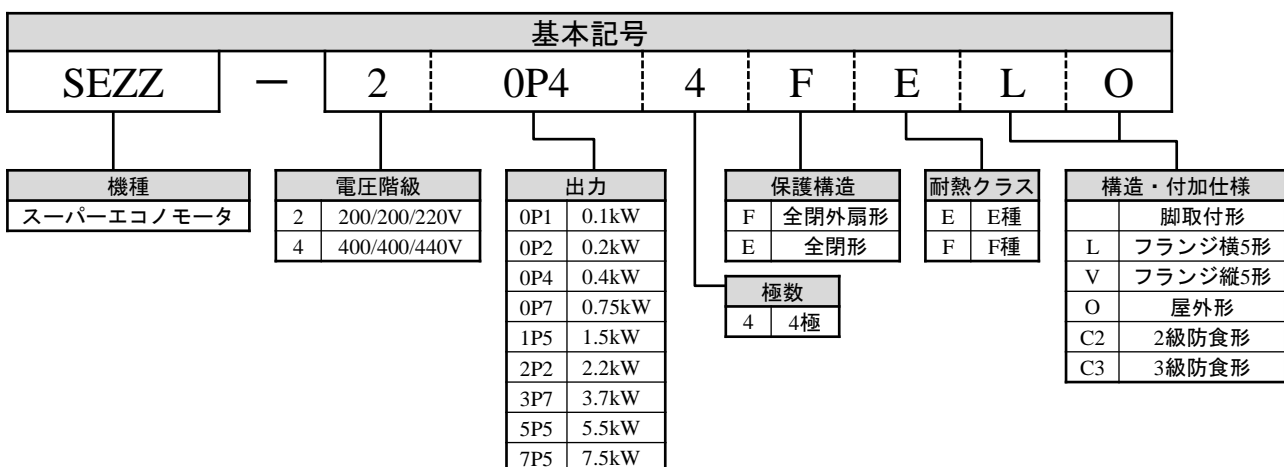 基本記号
SEZZ － 2 0P4 4 F E L O
機種
スーパーエコノモータ
電圧階級
2 200/200/220V
4 400/400/440V
出力
0P1 0.1kW
0P2 0.2kW
0P4 0.4kW
0P7 0.75kW
1P5 1.5kW
2P2 2.2kW
3P7 3.7kW
5P5 5.5kW
7P5 7.5kW
極数
4 4極
保護構造
F 全閉外扇形
E 全閉形
耐熱クラス
E E種
F F種
構造・付加仕様
脚取付形
L フランジ横5形
V フランジ縦5形
O 屋外形
C2 2級防食形
C3 3級防食形